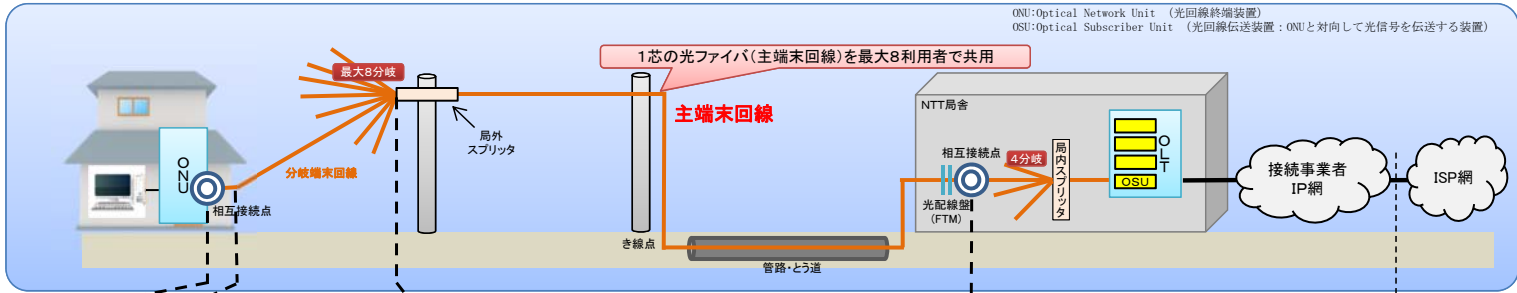 ONU:Optical Network Unit （光回線終端装置）
OSU:Optical Subscriber Unit （光回線伝送装置：ONUと対向して光信号を伝送する装置）
1芯の光ファイバ（主端末回線）を最大8利用者で共用
最大8分岐
主端末回線
NTT局舎
局外
スプリッタ
ONU
分岐端末回線
相互接続点
相互接続点
4分岐
局内スプリッタ
OLT
OSU
光配線盤
(FTM)
接続事業者
IP網
ISP網
き線点
管路・とう道